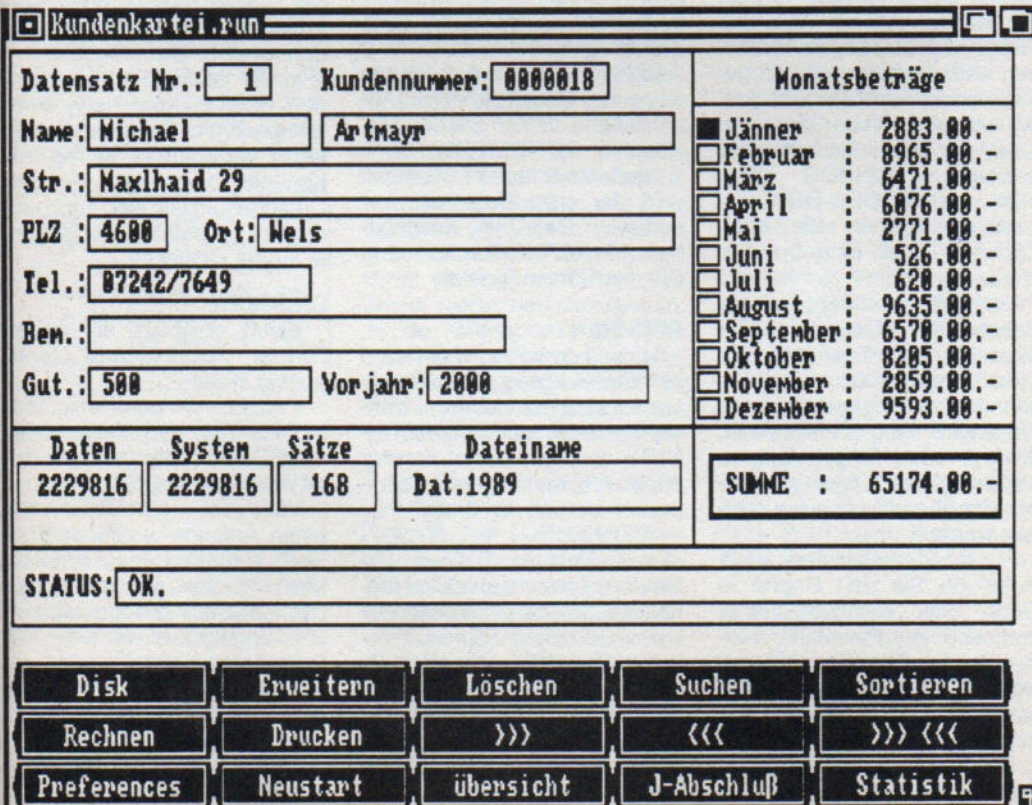 Kundenkartei.run
Datensatz Nr.: 1 Kundennummer: 0000018
Name: Michael Artmayr
Str.: Maxlhaid 29
PLZ : 4600 Ort: Wels
Tel.: 07242/7649
Bem.:
Gut.: 500 Vorjahr: 2000
Monatsbeträge
Jänner : 2883.00.-
Februar : 8965.00.-
März : 6471.00.-
April : 6076.00.-
Mai : 2771.00.-
Juni : 526.00.-
Juli : 620.00.-
August : 9635.00.-
September: 6570.00.-
Oktober : 8205.00.-
November : 2859.00.-
Dezember : 9593.00.-
Daten System Sätze Dateiname
2229816 2229816 168 Dat.1989
SUMME : 65174.00.-
STATUS: OK.
Disk Erweitern Löschen Suchen Sortieren
Rechnen Drucken >>> <<< >>> <<<
Preferences Neustart übersicht J-Abschluß Statistik